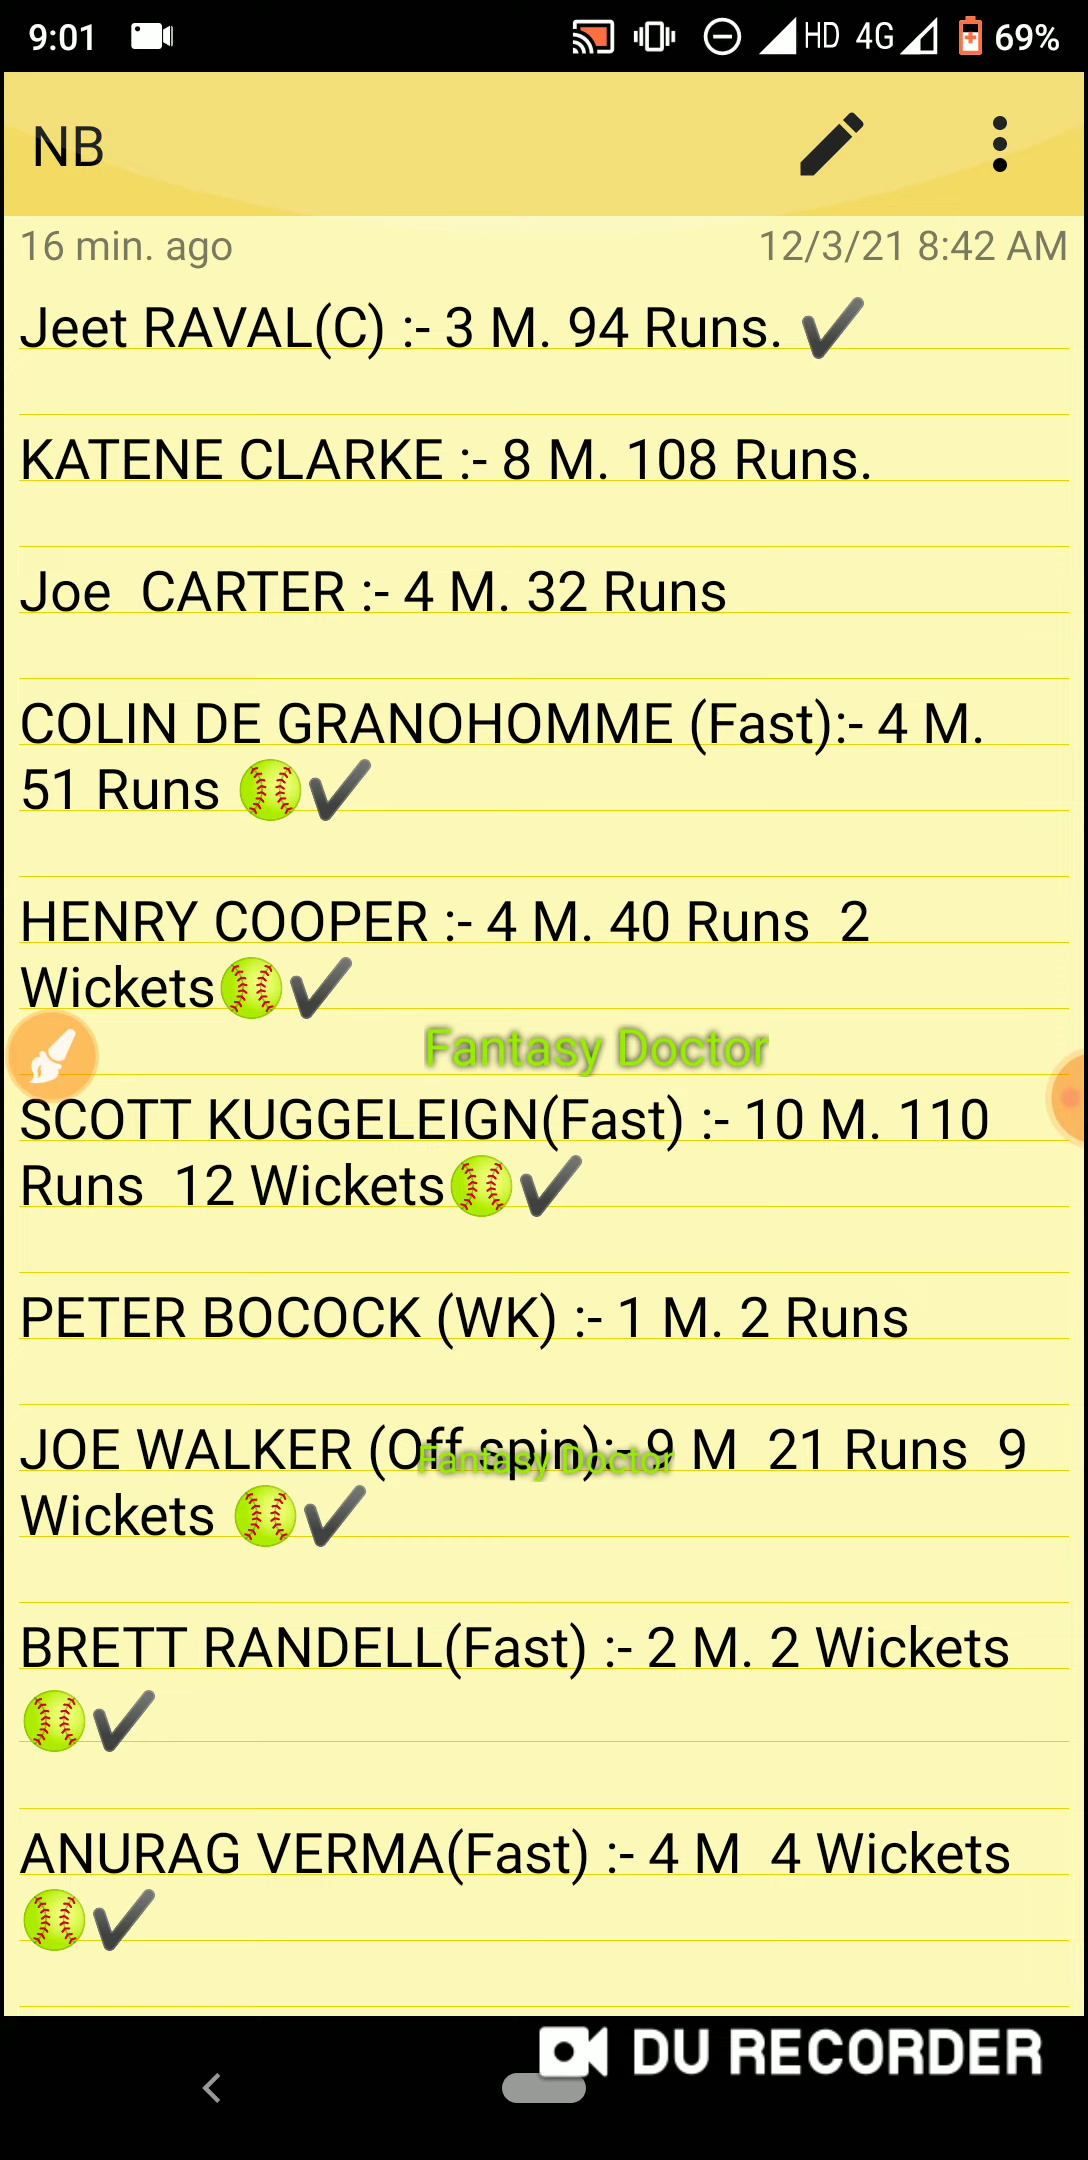 9:01 HD 4G 69%
NB
16 min. ago 12/3/21 8:42 AM
Jeet RAVAL(C) :- 3 M. 94 Runs. ✔
KATENE CLARKE :- 8 M. 108 Runs.
Joe CARTER :- 4 M. 32 Runs
COLIN DE GRANOHOMME (Fast):- 4 M.
51 Runs 🥎✔
HENRY COOPER :- 4 M. 40 Runs 2
Wickets🥎✔
Fantasy Doctor
SCOTT KUGGELEIGN(Fast) :- 10 M. 110
Runs 12 Wickets🥎✔
PETER BOCOCK (WK) :- 1 M. 2 Runs
JOE WALKER (Off spin):- 9 M 21 Runs 9
Fantasy Doctor
Wickets 🥎✔
BRETT RANDELL(Fast) :- 2 M. 2 Wickets
🥎✔
ANURAG VERMA(Fast) :- 4 M 4 Wickets
🥎✔
DU RECORDER